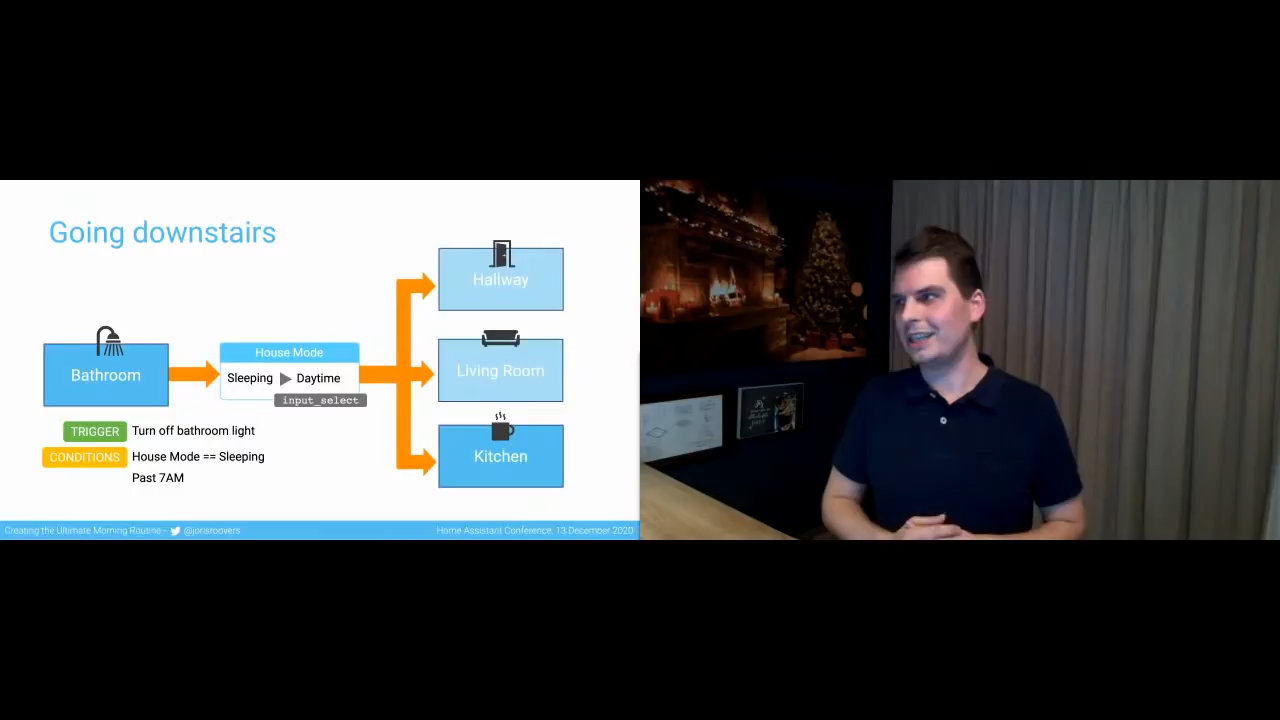 Going downstairs
Hallway
Living Room
Kitchen
Bathroom
House Mode
Sleeping
Daytime
input_select
TRIGGER Turn off bathroom light
CONDITIONS House Mode == Sleeping
Past 7AM
Creating the Ultimate Morning Routine - @jorisroovers
Home Assistant Conference, 13 December 2020